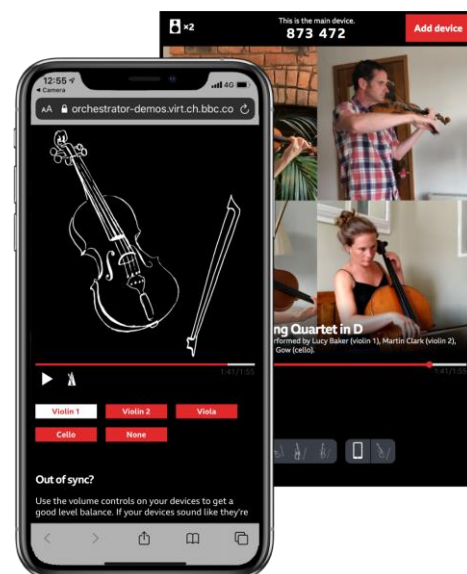 ×2
This is the main device.
873 472
Add device
12:55
Camera
4G
AA orchestrator-demos.virt.ch.bbc.co
ng Quartet in D
erformed by Lucy Baker (violin 1), Martin Clark (violin 2),
Gow (cello).
1:41/1:55
1:41/1:55
Violin 1
Violin 2
Viola
Cello
None
Out of sync?
Use the volume controls on your devices to get a
good level balance. If your devices sound like they're